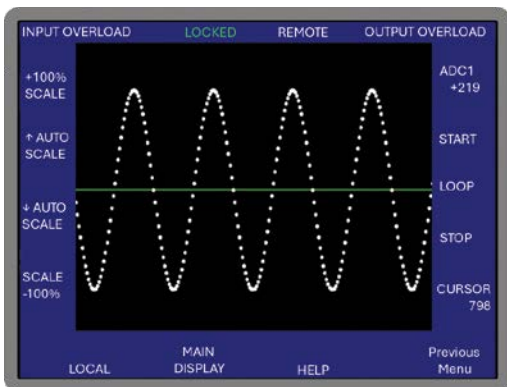 INPUT OVERLOAD LOCKED REMOTE OUTPUT OVERLOAD
+100%
SCALE
↑ AUTO
SCALE
↓ AUTO
SCALE
SCALE
-100%
ADC1
+219
START
LOOP
STOP
CURSOR
798
LOCAL
MAIN
DISPLAY
HELP
Previous
Menu